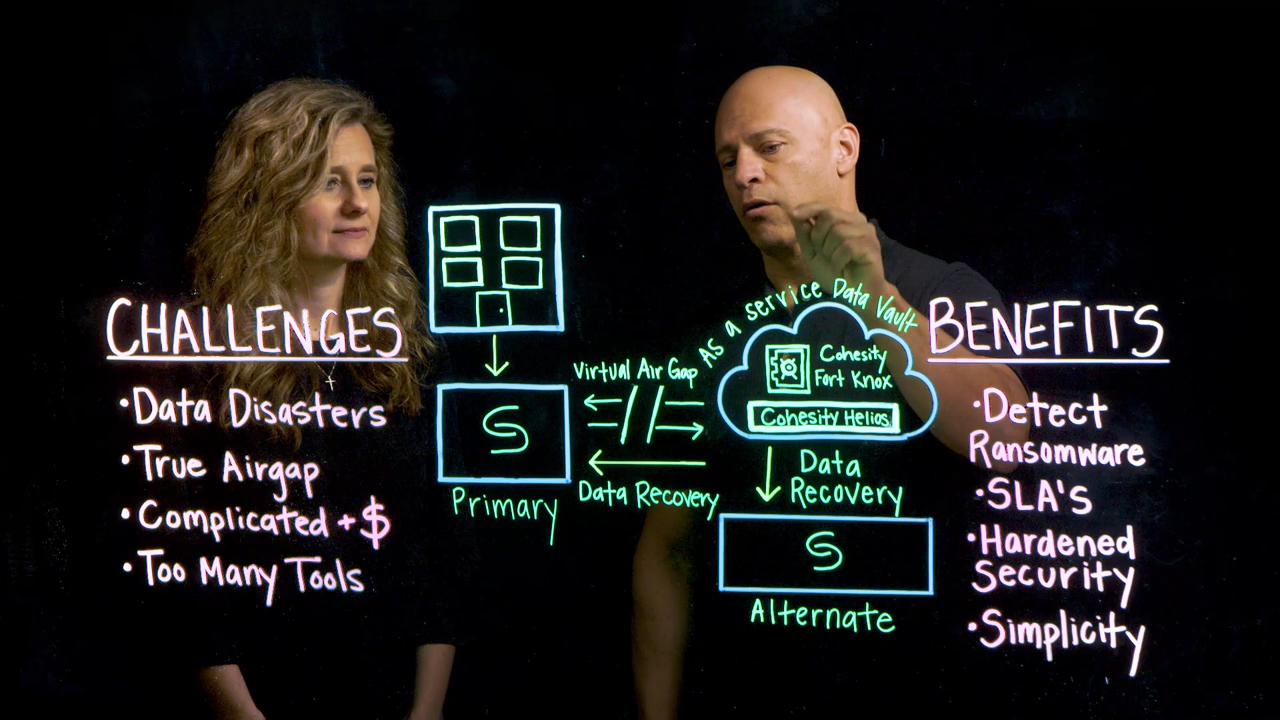 CHALLENGES
•Data Disasters
•True Airgap
•Complicated +$
•Too Many Tools
S
Primary
Virtual Air Gap
Data Recovery
As a service Data Vault
Cohesity
Fort Knox
Cohesity Helios
Data
Recovery
S
Alternate
BENEFITS
•Detect
Ransomware
•SLA'S
•Hardened
Security
•Simplicity